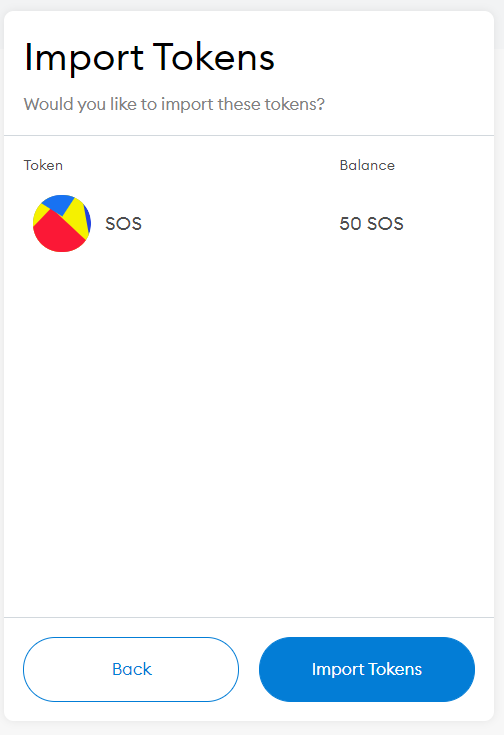 Import Tokens
Would you like to import these tokens?
Token Balance
SOS 50 SOS
Back Import Tokens